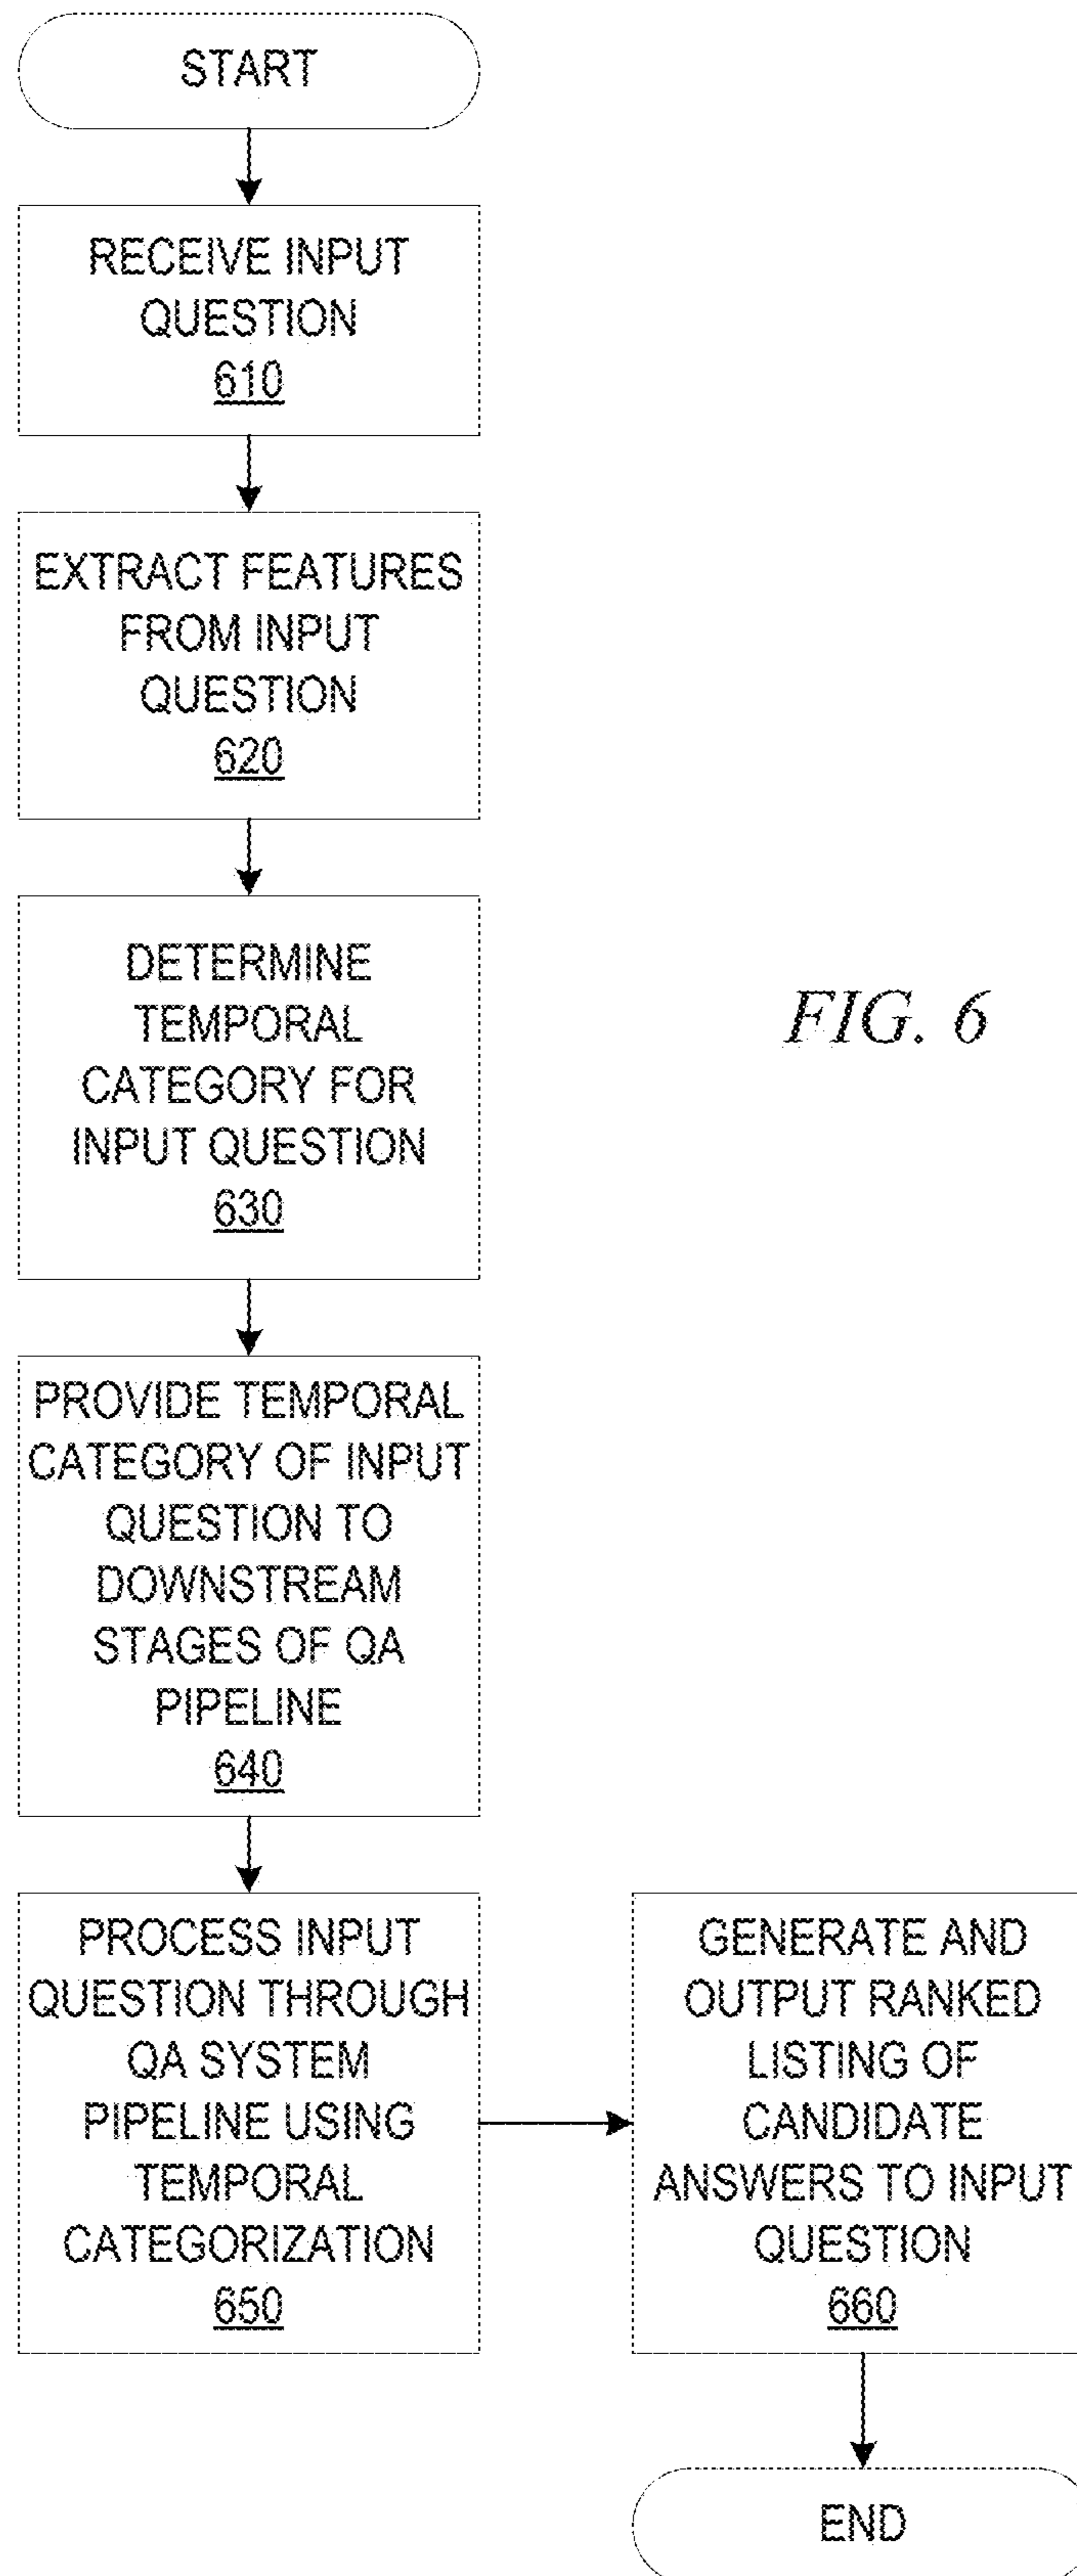 START
RECEIVE INPUT
QUESTION
610
EXTRACT FEATURES
FROM INPUT
QUESTION
620
DETERMINE
TEMPORAL
CATEGORY FOR
INPUT QUESTION
630
FIG. 6
PROVIDE TEMPORAL
CATEGORY OF INPUT
QUESTION TO
DOWNSTREAM
STAGES OF QA
PIPELINE
640
PROCESS INPUT
QUESTION THROUGH
QA SYSTEM
PIPELINE USING
TEMPORAL
CATEGORIZATION
650
GENERATE AND
OUTPUT RANKED
LISTING OF
CANDIDATE
ANSWERS TO INPUT
QUESTION
660
END